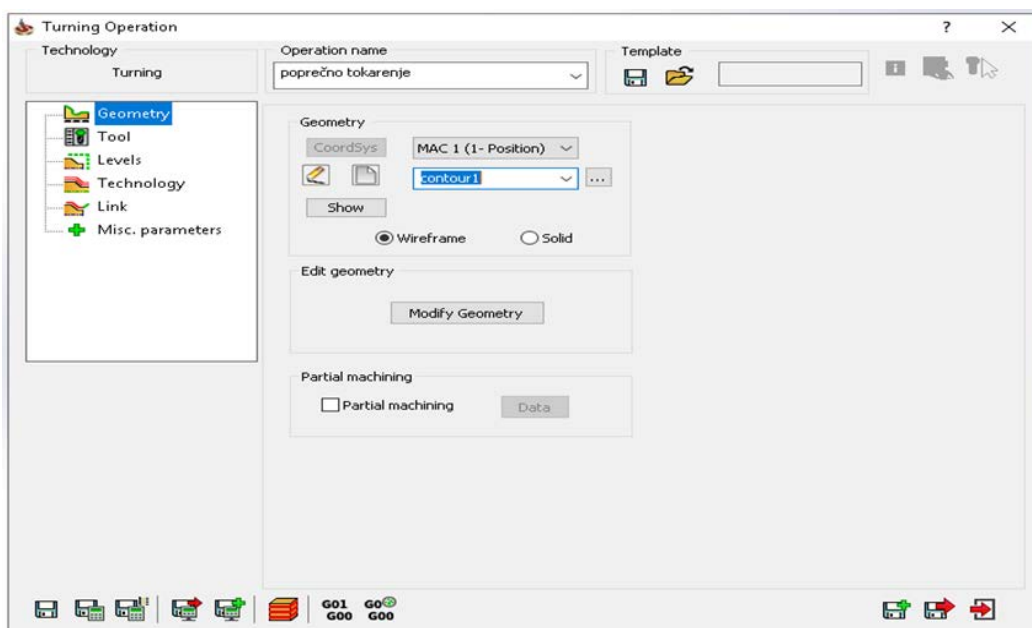 Turning Operation
?
Technology
Turning
Operation name
poprečno tokarenje
Template
Geometry
Tool
Levels
Technology
Link
Misc. parameters
Geometry
CoordSys
MAC 1 (1- Position)
contour1
...
Show
Wireframe
Solid
Edit geometry
Modify Geometry
Partial machining
Partial machining
Data
G01
G00
G0
G00